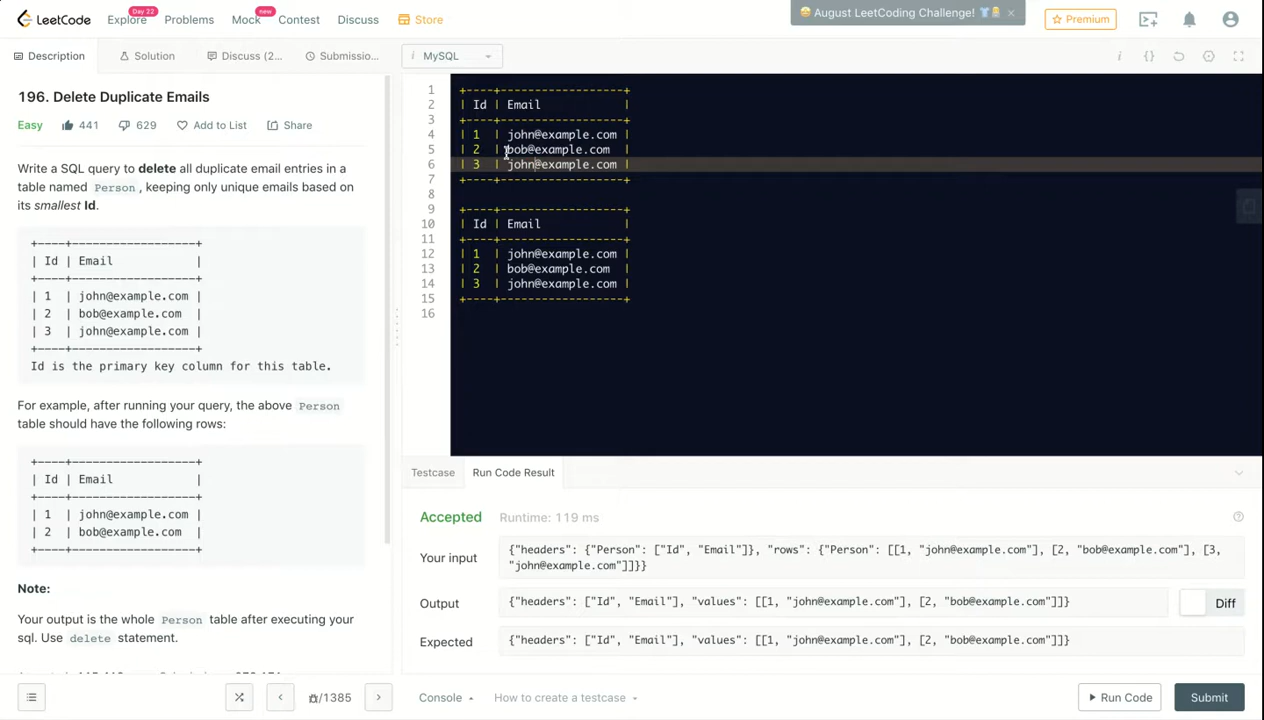 LeetCode
Day 22
Explore
Problems
new
Mock
Contest
Discuss
Store
August LeetCoding Challenge!
Premium
Description
Solution
Discuss (2...
Submissio...
i MySQL
196. Delete Duplicate Emails
Easy
441
629
Add to List
Share
Write a SQL query to delete all duplicate email entries in a
table named Person , keeping only unique emails based on
its smallest Id.
+----+------------------+
| Id | Email            |
+----+------------------+
| 1  | john@example.com |
| 2  | bob@example.com  |
| 3  | john@example.com |
+----+------------------+
Id is the primary key column for this table.
For example, after running your query, the above Person
table should have the following rows:
+----+------------------+
| Id | Email            |
+----+------------------+
| 1  | john@example.com |
| 2  | bob@example.com  |
+----+------------------+
Note:
Your output is the whole Person table after executing your
sql. Use delete statement.
1 +----+------------------+
2 | Id | Email            |
3 +----+------------------+
4 | 1  | john@example.com |
5 | 2  | bob@example.com  |
6 | 3  | john@example.com |
7 +----+------------------+
8
9 +----+------------------+
10 | Id | Email            |
11 +----+------------------+
12 | 1  | john@example.com |
13 | 2  | bob@example.com  |
14 | 3  | john@example.com |
15 +----+------------------+
16
Testcase
Run Code Result
Accepted
Runtime: 119 ms
Your input
{"headers": {"Person": ["Id", "Email"]}, "rows": {"Person": [[1, "john@example.com"], [2, "bob@example.com"], [3,
"john@example.com"]]}}
Output
{"headers": ["Id", "Email"], "values": [[1, "john@example.com"], [2, "bob@example.com"]]}
Diff
Expected
{"headers": ["Id", "Email"], "values": [[1, "john@example.com"], [2, "bob@example.com"]]}
/1385
Console
How to create a testcase
Run Code
Submit